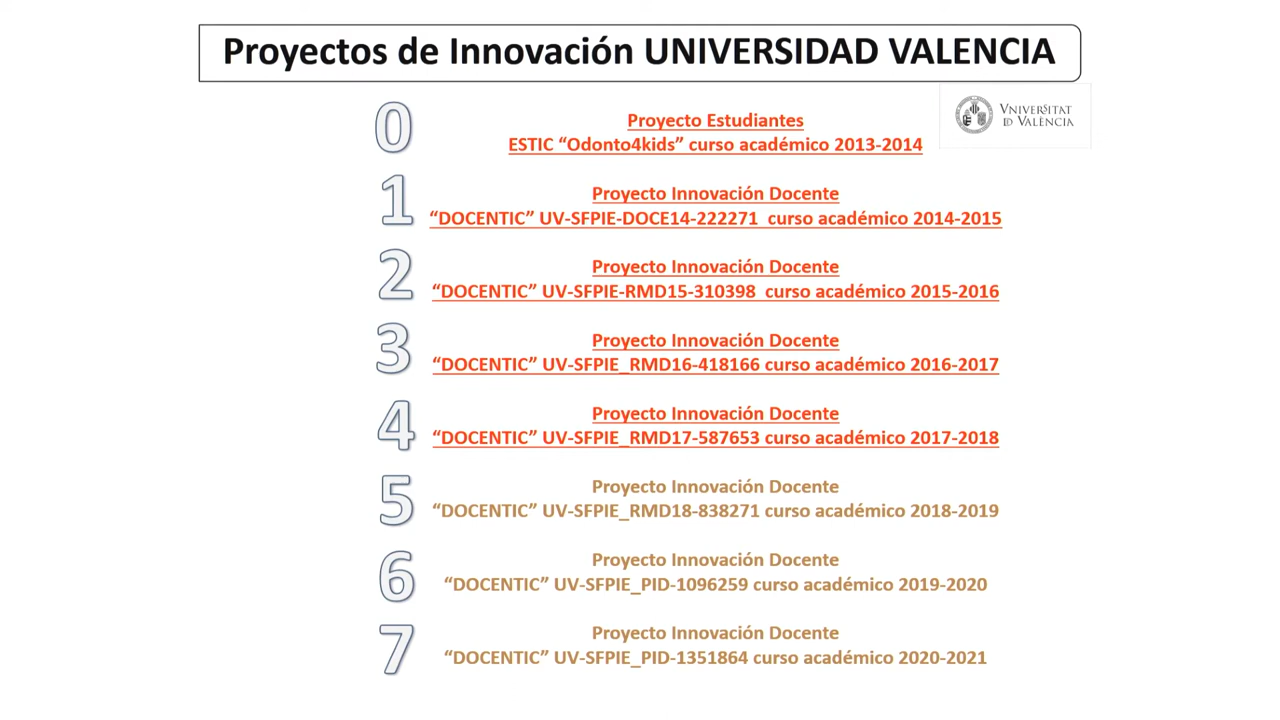 Proyectos de Innovación UNIVERSIDAD VALENCIA
VNIVERSITAT
ID VALÈNCIA
0
Proyecto Estudiantes
ESTIC “Odonto4kids” curso académico 2013-2014
1
Proyecto Innovación Docente
“DOCENTIC” UV-SFPIE-DOCE14-222271 curso académico 2014-2015
2
Proyecto Innovación Docente
“DOCENTIC” UV-SFPIE-RMD15-310398 curso académico 2015-2016
3
Proyecto Innovación Docente
“DOCENTIC” UV-SFPIE_RMD16-418166 curso académico 2016-2017
4
Proyecto Innovación Docente
“DOCENTIC” UV-SFPIE_RMD17-587653 curso académico 2017-2018
5
Proyecto Innovación Docente
“DOCENTIC” UV-SFPIE_RMD18-838271 curso académico 2018-2019
6
Proyecto Innovación Docente
“DOCENTIC” UV-SFPIE_PID-1096259 curso académico 2019-2020
7
Proyecto Innovación Docente
“DOCENTIC” UV-SFPIE_PID-1351864 curso académico 2020-2021